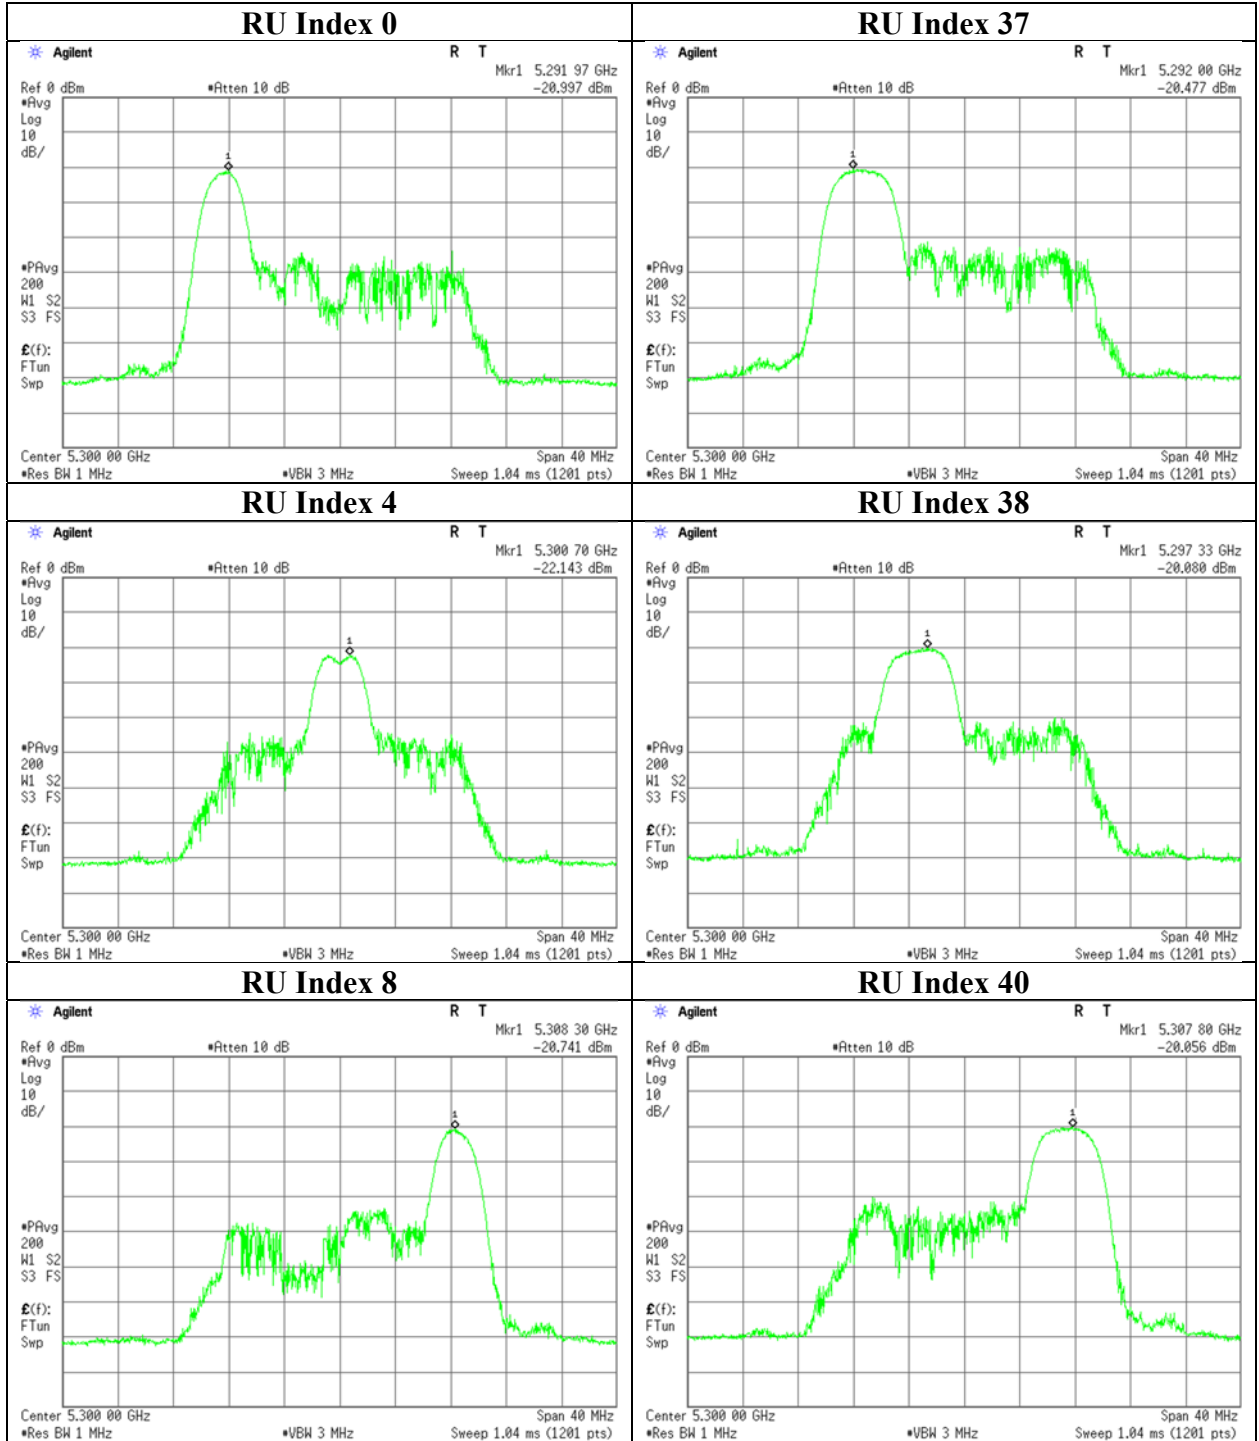 RU Index 0
Agilent
R T
Mkr1 5.291 97 GHz
Ref 0 dBm
*Atten 10 dB
-20.997 dBm
*Avg
Log
10
dB/
1
*PAvg
200
W1 S2
S3 FS
£(f):
FTun
Swp
Center 5.300 00 GHz
Span 40 MHz
*Res BW 1 MHz
*VBW 3 MHz
Sweep 1.04 ms (1201 pts)
RU Index 37
Agilent
R T
Mkr1 5.292 00 GHz
Ref 0 dBm
*Atten 10 dB
-20.477 dBm
*Avg
Log
10
dB/
1
*PAvg
200
W1 S2
S3 FS
£(f):
FTun
Swp
Center 5.300 00 GHz
Span 40 MHz
*Res BW 1 MHz
*VBW 3 MHz
Sweep 1.04 ms (1201 pts)
RU Index 4
Agilent
R T
Mkr1 5.300 70 GHz
Ref 0 dBm
*Atten 10 dB
-22.143 dBm
*Avg
Log
10
dB/
1
*PAvg
200
W1 S2
S3 FS
£(f):
FTun
Swp
Center 5.300 00 GHz
Span 40 MHz
*Res BW 1 MHz
*VBW 3 MHz
Sweep 1.04 ms (1201 pts)
RU Index 38
Agilent
R T
Mkr1 5.297 33 GHz
Ref 0 dBm
*Atten 10 dB
-20.080 dBm
*Avg
Log
10
dB/
1
*PAvg
200
W1 S2
S3 FS
£(f):
FTun
Swp
Center 5.300 00 GHz
Span 40 MHz
*Res BW 1 MHz
*VBW 3 MHz
Sweep 1.04 ms (1201 pts)
RU Index 8
Agilent
R T
Mkr1 5.308 30 GHz
Ref 0 dBm
*Atten 10 dB
-20.741 dBm
*Avg
Log
10
dB/
1
*PAvg
200
W1 S2
S3 FS
£(f):
FTun
Swp
Center 5.300 00 GHz
Span 40 MHz
*Res BW 1 MHz
*VBW 3 MHz
Sweep 1.04 ms (1201 pts)
RU Index 40
Agilent
R T
Mkr1 5.307 80 GHz
Ref 0 dBm
*Atten 10 dB
-20.056 dBm
*Avg
Log
10
dB/
1
*PAvg
200
W1 S2
S3 FS
£(f):
FTun
Swp
Center 5.300 00 GHz
Span 40 MHz
*Res BW 1 MHz
*VBW 3 MHz
Sweep 1.04 ms (1201 pts)